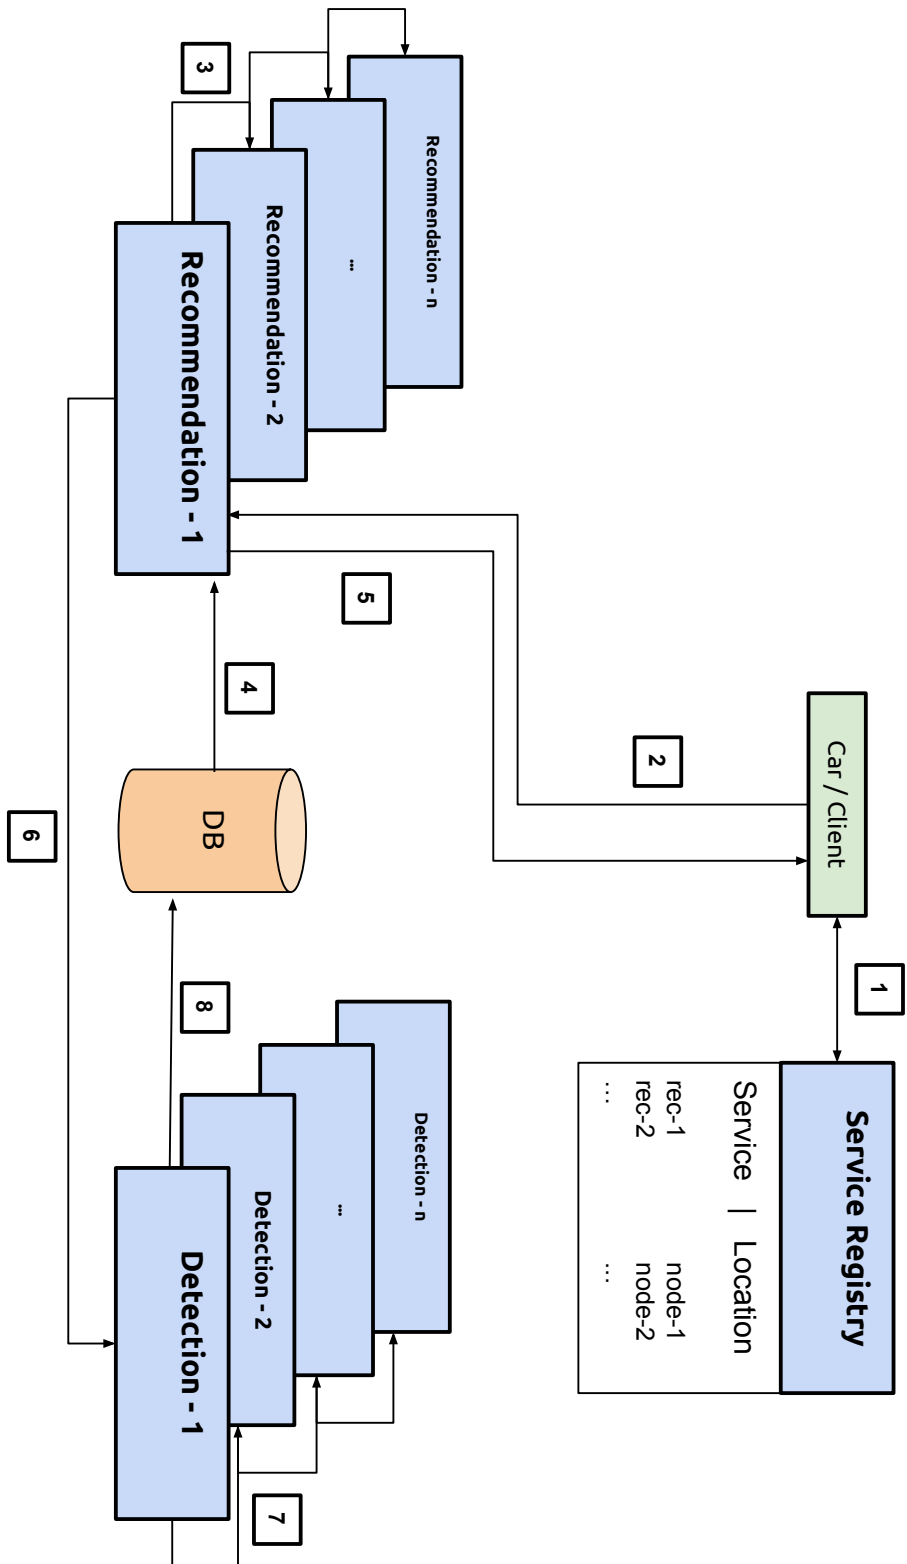 1
Service Registry
Car / Client
Service | Location
rec-1 node-1
rec-2 node-2
... ...
2
Recommendation - n
...
Recommendation - 2
Recommendation - 1
3
5
4
DB
Detection - n
...
Detection - 2
Detection - 1
7
8
6